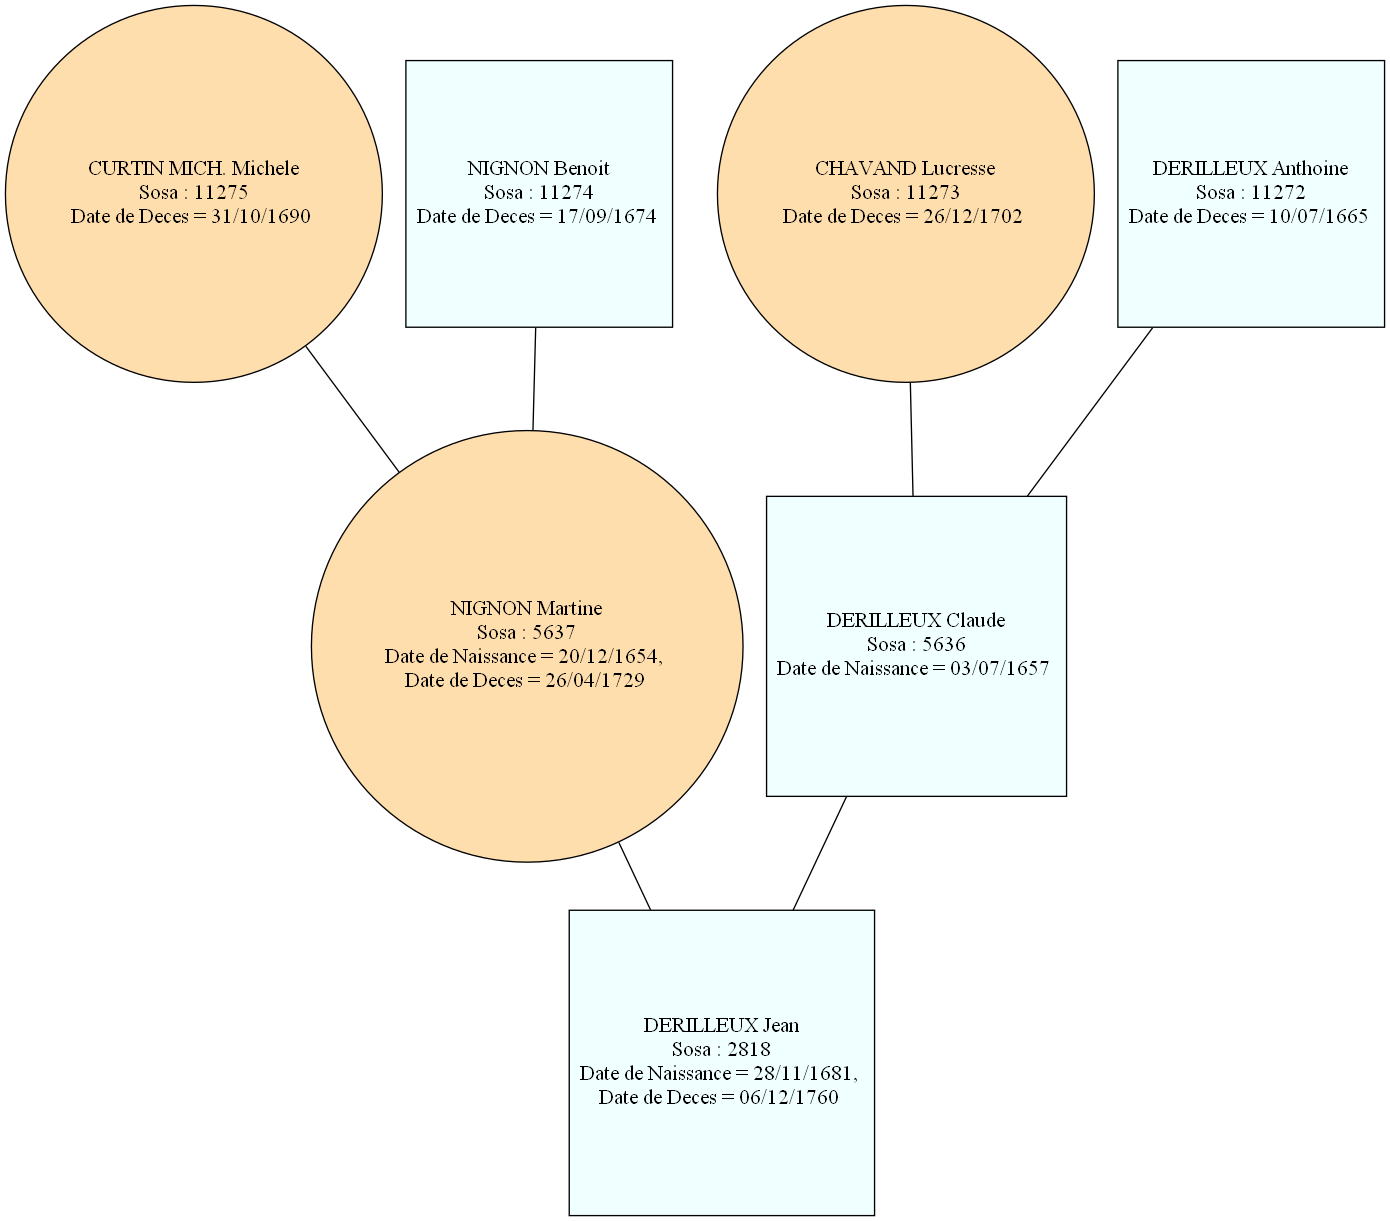 CURTIN MICH. Michele
Sosa : 11275
Date de Deces = 31/10/1690
NIGNON Benoit
Sosa : 11274
Date de Deces = 17/09/1674
CHAVAND Lucresse
Sosa : 11273
Date de Deces = 26/12/1702
DERILLEUX Anthoine
Sosa : 11272
Date de Deces = 10/07/1665
NIGNON Martine
Sosa : 5637
Date de Naissance = 20/12/1654,
Date de Deces = 26/04/1729
DERILLEUX Claude
Sosa : 5636
Date de Naissance = 03/07/1657
DERILLEUX Jean
Sosa : 2818
Date de Naissance = 28/11/1681,
Date de Deces = 06/12/1760